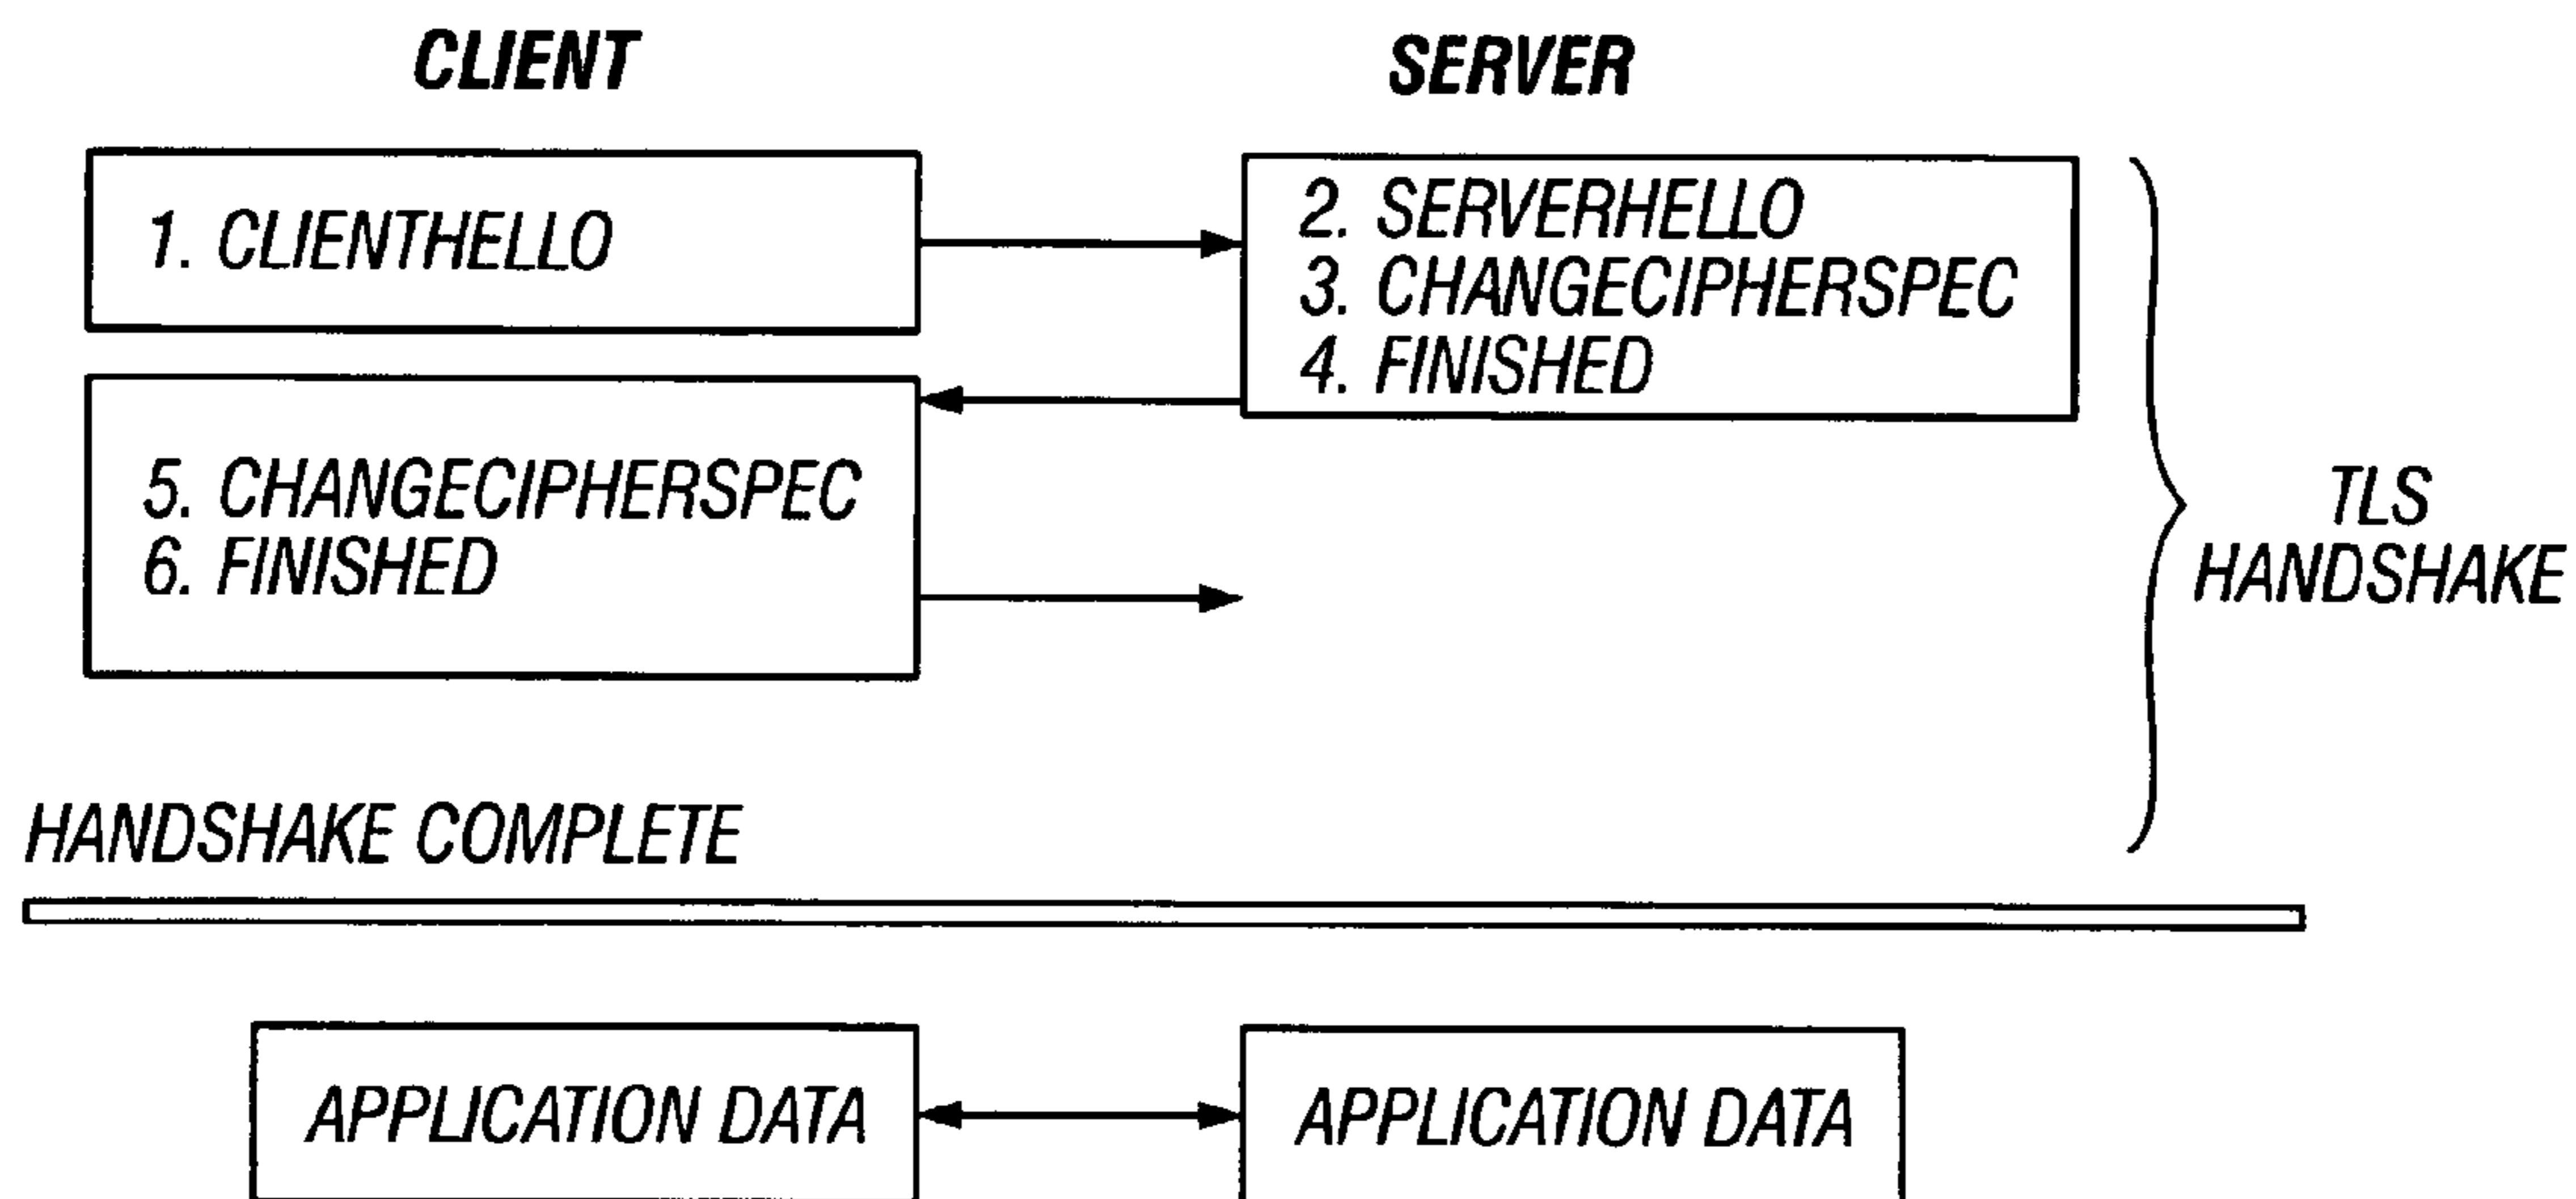 CLIENT
SERVER
1. CLIENTHELLO
2. SERVERHELLO
3. CHANGECIPHERSPEC
4. FINISHED
5. CHANGECIPHERSPEC
6. FINISHED
TLS
HANDSHAKE
HANDSHAKE COMPLETE
APPLICATION DATA
APPLICATION DATA